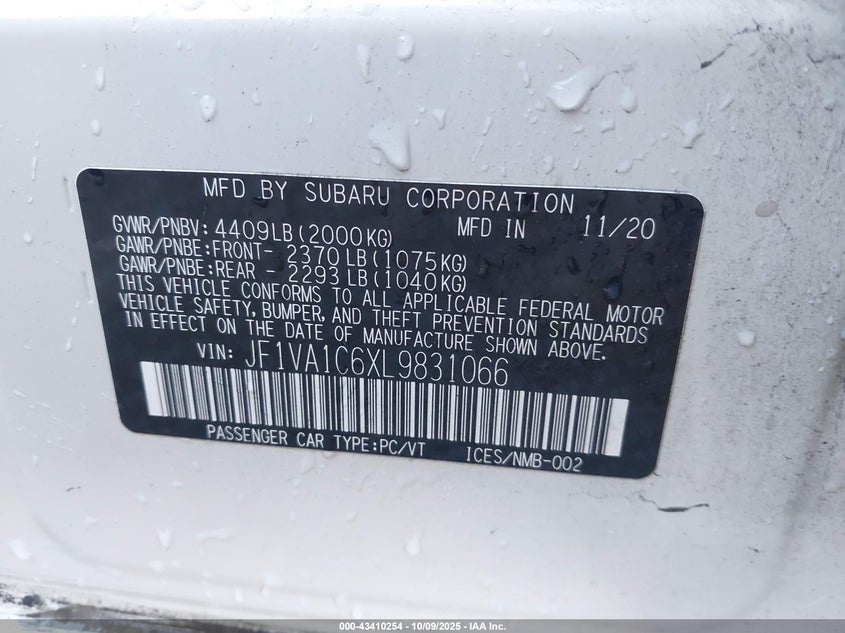 MFD BY SUBARU CORPORATION
GVWR/PNBV: 4409LB(2000KG) MFD IN 11/20
GAWR/PNBE:FRONT- 2370LB(1075KG)
GAWR/PNBE:REAR - 2293LB(1040KG)
THIS VEHICLE CONFORMS TO ALL APPLICABLE FEDERAL MOTOR
VEHICLE SAFETY, BUMPER, AND THEFT PREVENTION STANDARDS
IN EFFECT ON THE DATE OF MANUFACTURE SHOWN ABOVE.
VIN: JF1VA1C6XL9831066
PASSENGER CAR TYPE:PC/VT ICES/NMB-002
000-43410254 - 10/09/2025 - IAA Inc.